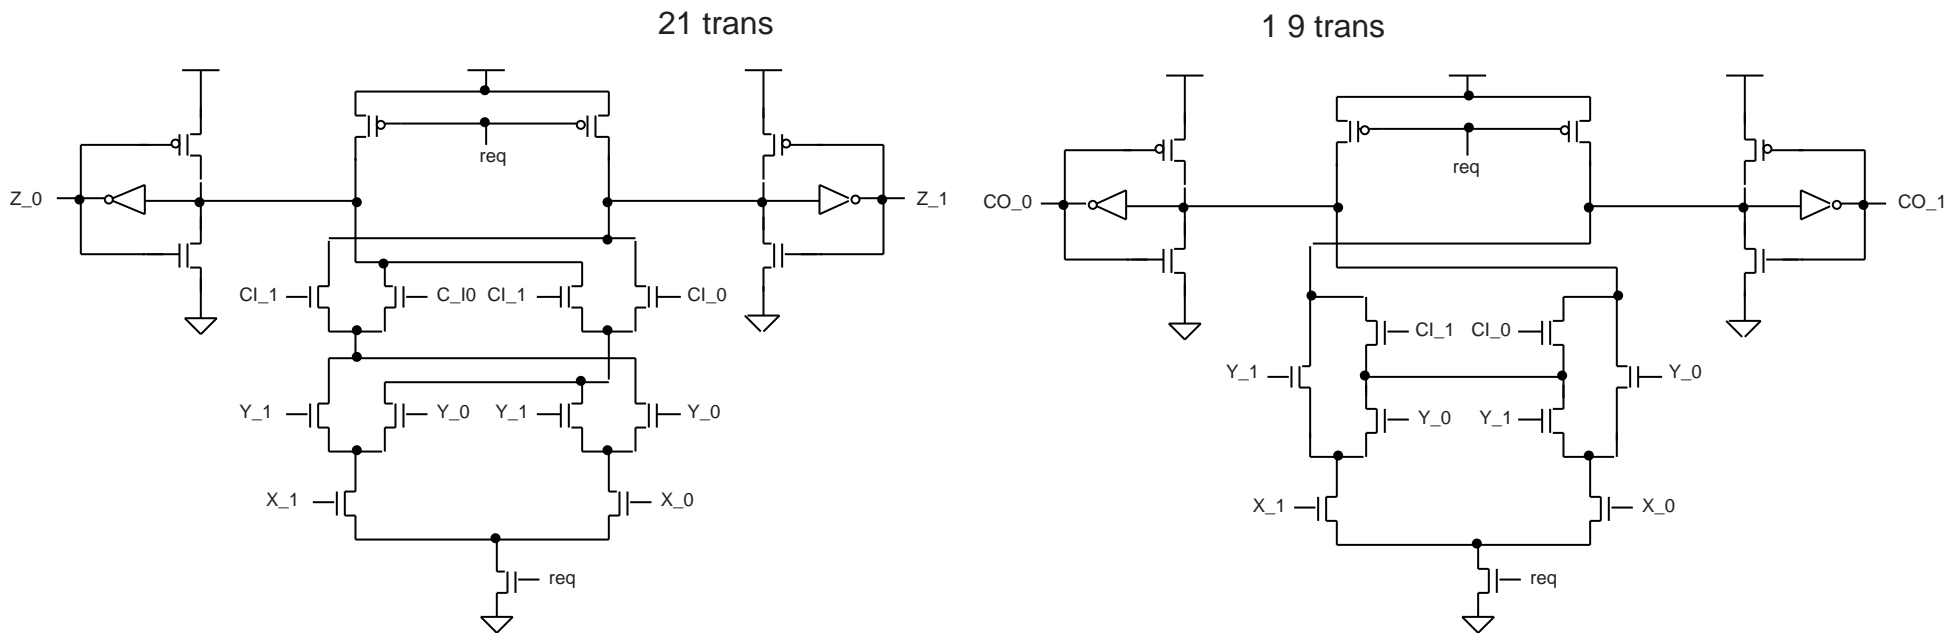 21 trans
1 9 trans
req
req
Z_0
Z_1
CO_0
CO_1
CI_1
C_I0
CI_1
CI_0
CI_1
CI_0
Y_1
Y_0
Y_1
Y_0
Y_1
Y_0
Y_0
Y_1
X_1
X_0
X_1
X_0
req
req